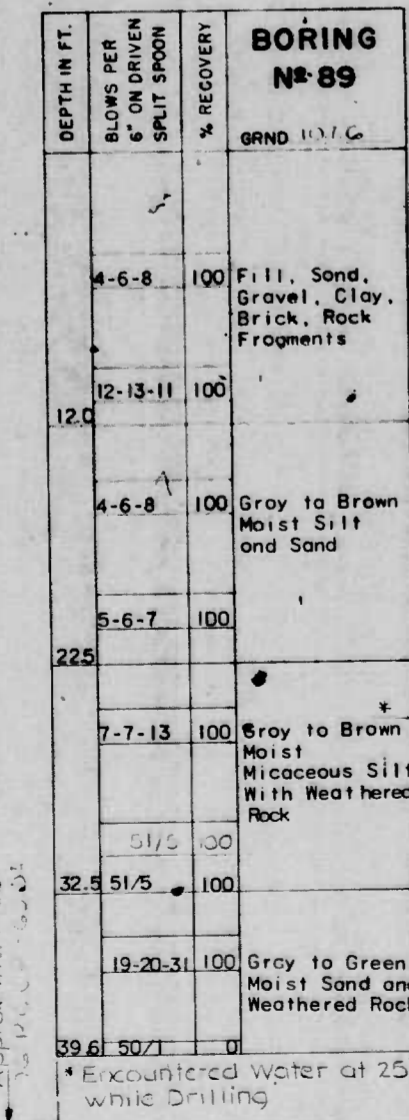 DEPTH IN FT.
BLOWS PER
6" ON DRIVEN
SPLIT SPOON
% RECOVERY
BORING
Nº 89
GRND
4-6-8 100 Fill, Sand,
Gravel, Clay,
Brick, Rock
Fragments
12-13-11 100
12.0
4-6-8 100 Gray to Brown
Moist Silt
and Sand
5-6-7 100
22.5
*
7-7-13 100 Gray to Brown
Moist
Micaceous Silt
With Weathered
Rock
51/5 100
32.5 51/5 100
19-20-31 100 Gray to Green
Moist Sand and
Weathered Rock
39.6 50/1 0
* Encountered Water at 25
while Drilling